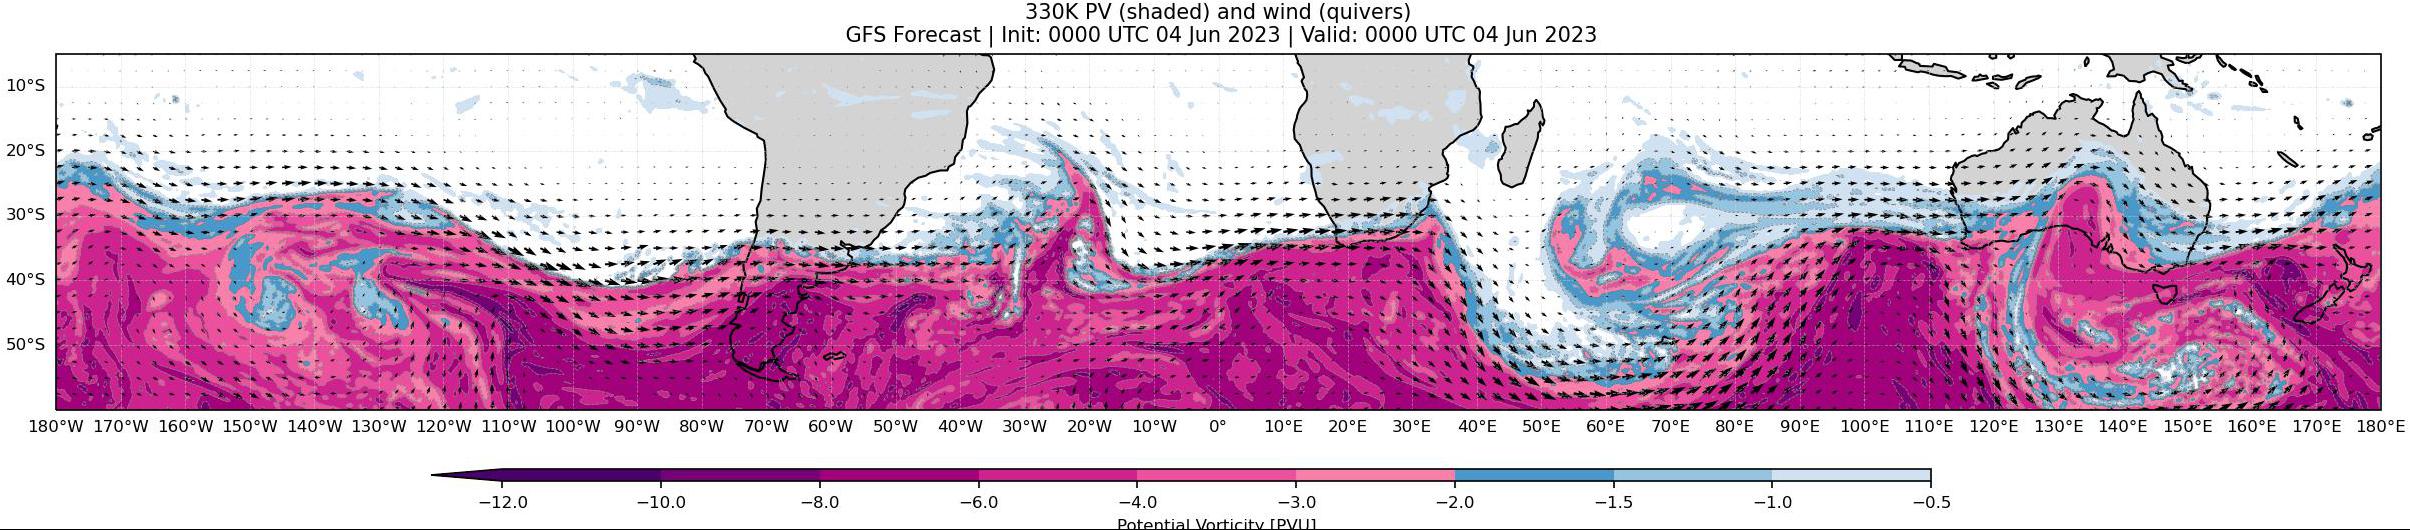 330K PV (shaded) and wind (quivers)
GFS Forecast | Init: 0000 UTC 04 Jun 2023 | Valid: 0000 UTC 04 Jun 2023
10°S
20°S
30°S
40°S
50°S
180°W 170°W 160°W 150°W 140°W 130°W 120°W 110°W 100°W 90°W 80°W 70°W 60°W 50°W 40°W 30°W 20°W 10°W 0° 10°E 20°E 30°E 40°E 50°E 60°E 70°E 80°E 90°E 100°E 110°E 120°E 130°E 140°E 150°E 160°E 170°E 180°E
−12.0 −10.0 −8.0 −6.0 −4.0 −3.0 −2.0 −1.5 −1.0 −0.5
Potential Vorticity [PVU]